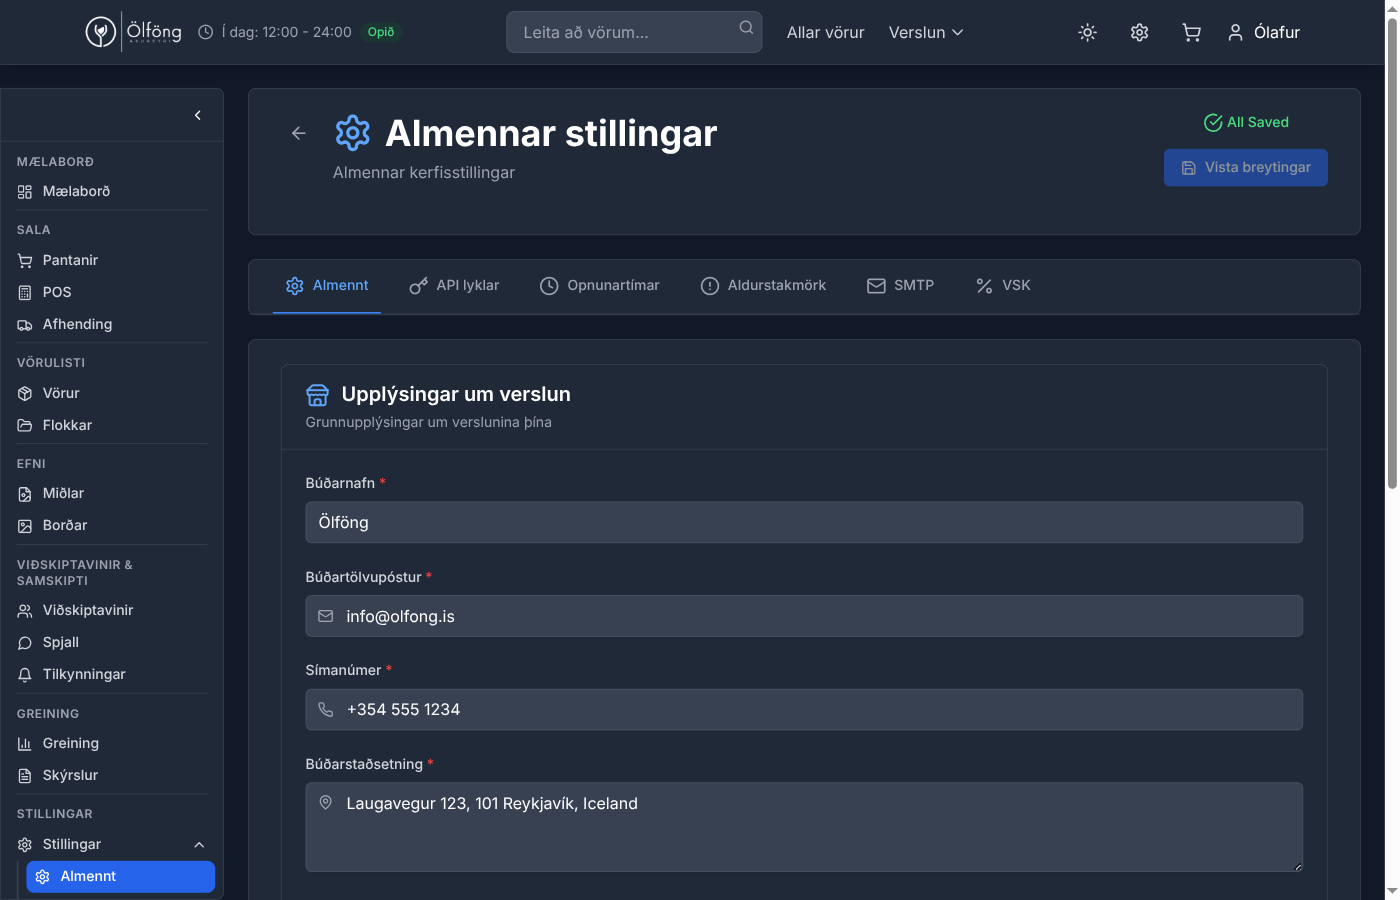 Ölföng
Í dag: 12:00 - 24:00
Opið
Leita að vörum...
Allar vörur
Verslun
Ólafur
MÆLABORÐ
Mælaborð
SALA
Pantanir
POS
Afhending
VÖRULISTI
Vörur
Flokkar
EFNI
Miðlar
Borðar
VIÐSKIPTAVINIR &
SAMSKIPTI
Viðskiptavinir
Spjall
Tilkynningar
GREINING
Greining
Skýrslur
STILLINGAR
Stillingar
Almennt
Almennar stillingar
Almennar kerfisstillingar
All Saved
Vista breytingar
Almennt
API lyklar
Opnunartímar
Aldurstakmörk
SMTP
VSK
Upplýsingar um verslun
Grunnupplýsingar um verslunina þína
Búðarnafn *
Ölföng
Búðartölvupóstur *
info@olfong.is
Símanúmer *
+354 555 1234
Búðarstaðsetning *
Laugavegur 123, 101 Reykjavík, Iceland